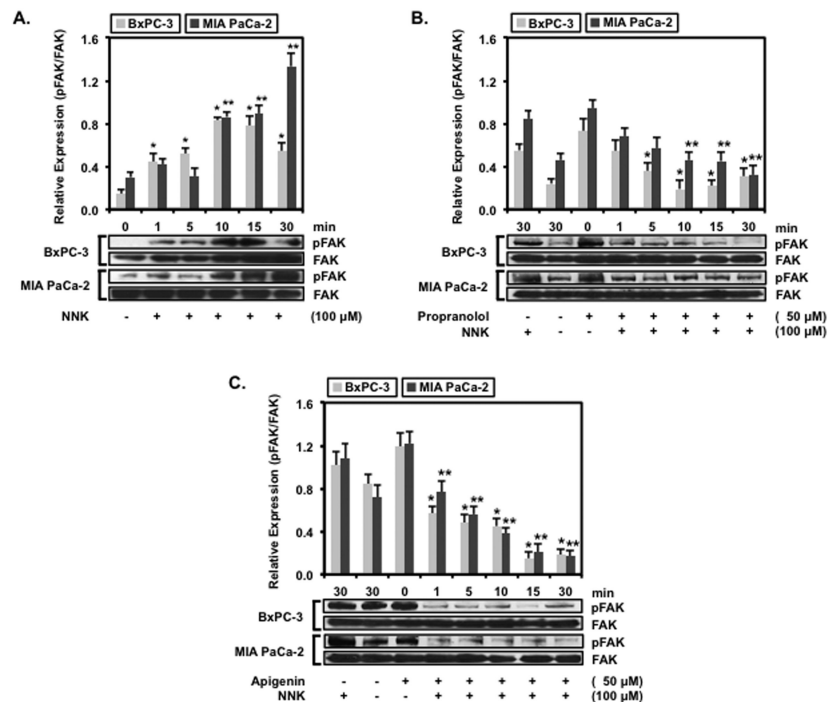 A.
BxPC-3 MIA PaCa-2
Relative Expression (pFAK/FAK)
1.6
1.2
0.8
0.4
0.0
* * * ** * ** * **
0 1 5 10 15 30 min
BxPC-3
pFAK
FAK
MIA PaCa-2
pFAK
FAK
NNK - + + + + + (100 µM)
B.
BxPC-3 MIA PaCa-2
Relative Expression (pFAK/FAK)
1.6
1.2
0.8
0.4
0.0
* * ** * ** * **
30 30 0 1 5 10 15 30 min
BxPC-3
pFAK
FAK
MIA PaCa-2
pFAK
FAK
Propranolol - - + + + + + + ( 50 µM)
NNK + - - + + + + + (100 µM)
C.
BxPC-3 MIA PaCa-2
Relative Expression (pFAK/FAK)
1.6
1.2
0.8
0.4
0.0
* ** * ** * ** * ** * **
30 30 0 1 5 10 15 30 min
BxPC-3
pFAK
FAK
MIA PaCa-2
pFAK
FAK
Apigenin - - + + + + + + ( 50 µM)
NNK + - - + + + + + (100 µM)